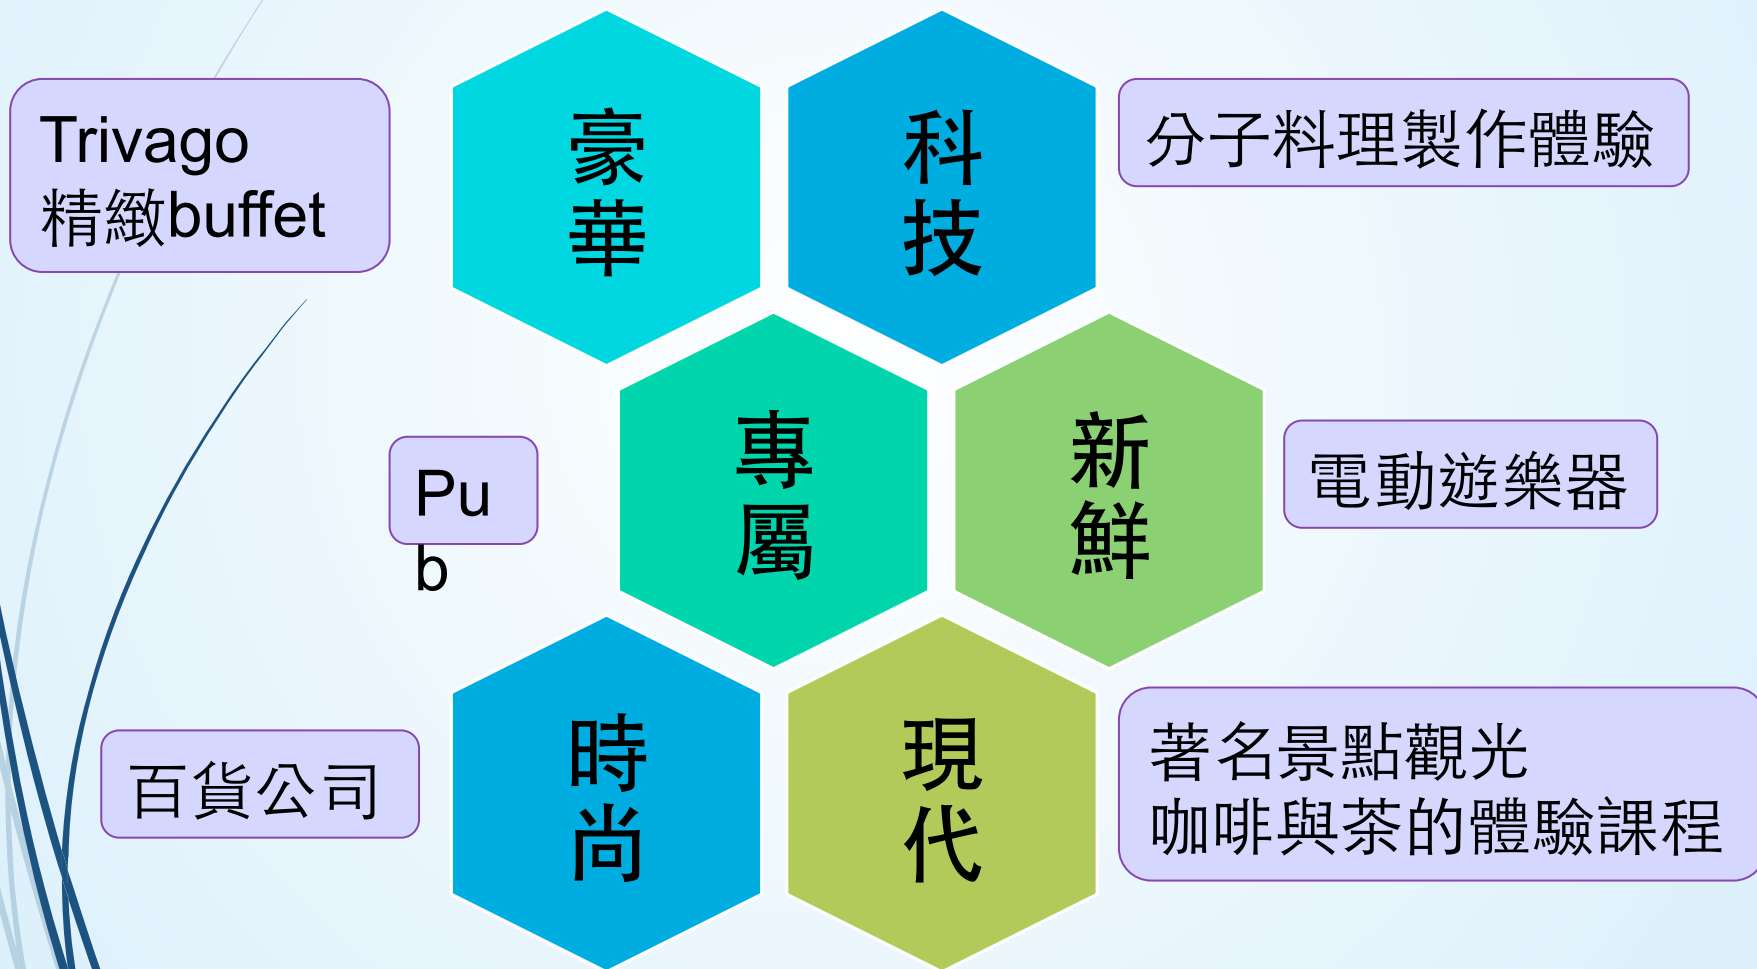 Trivago
精緻buffet
豪
華
科
技
分子料理製作體驗
Pu
b
專
屬
新
鮮
電動遊樂器
百貨公司
時
尚
現
代
著名景點觀光
咖啡與茶的體驗課程